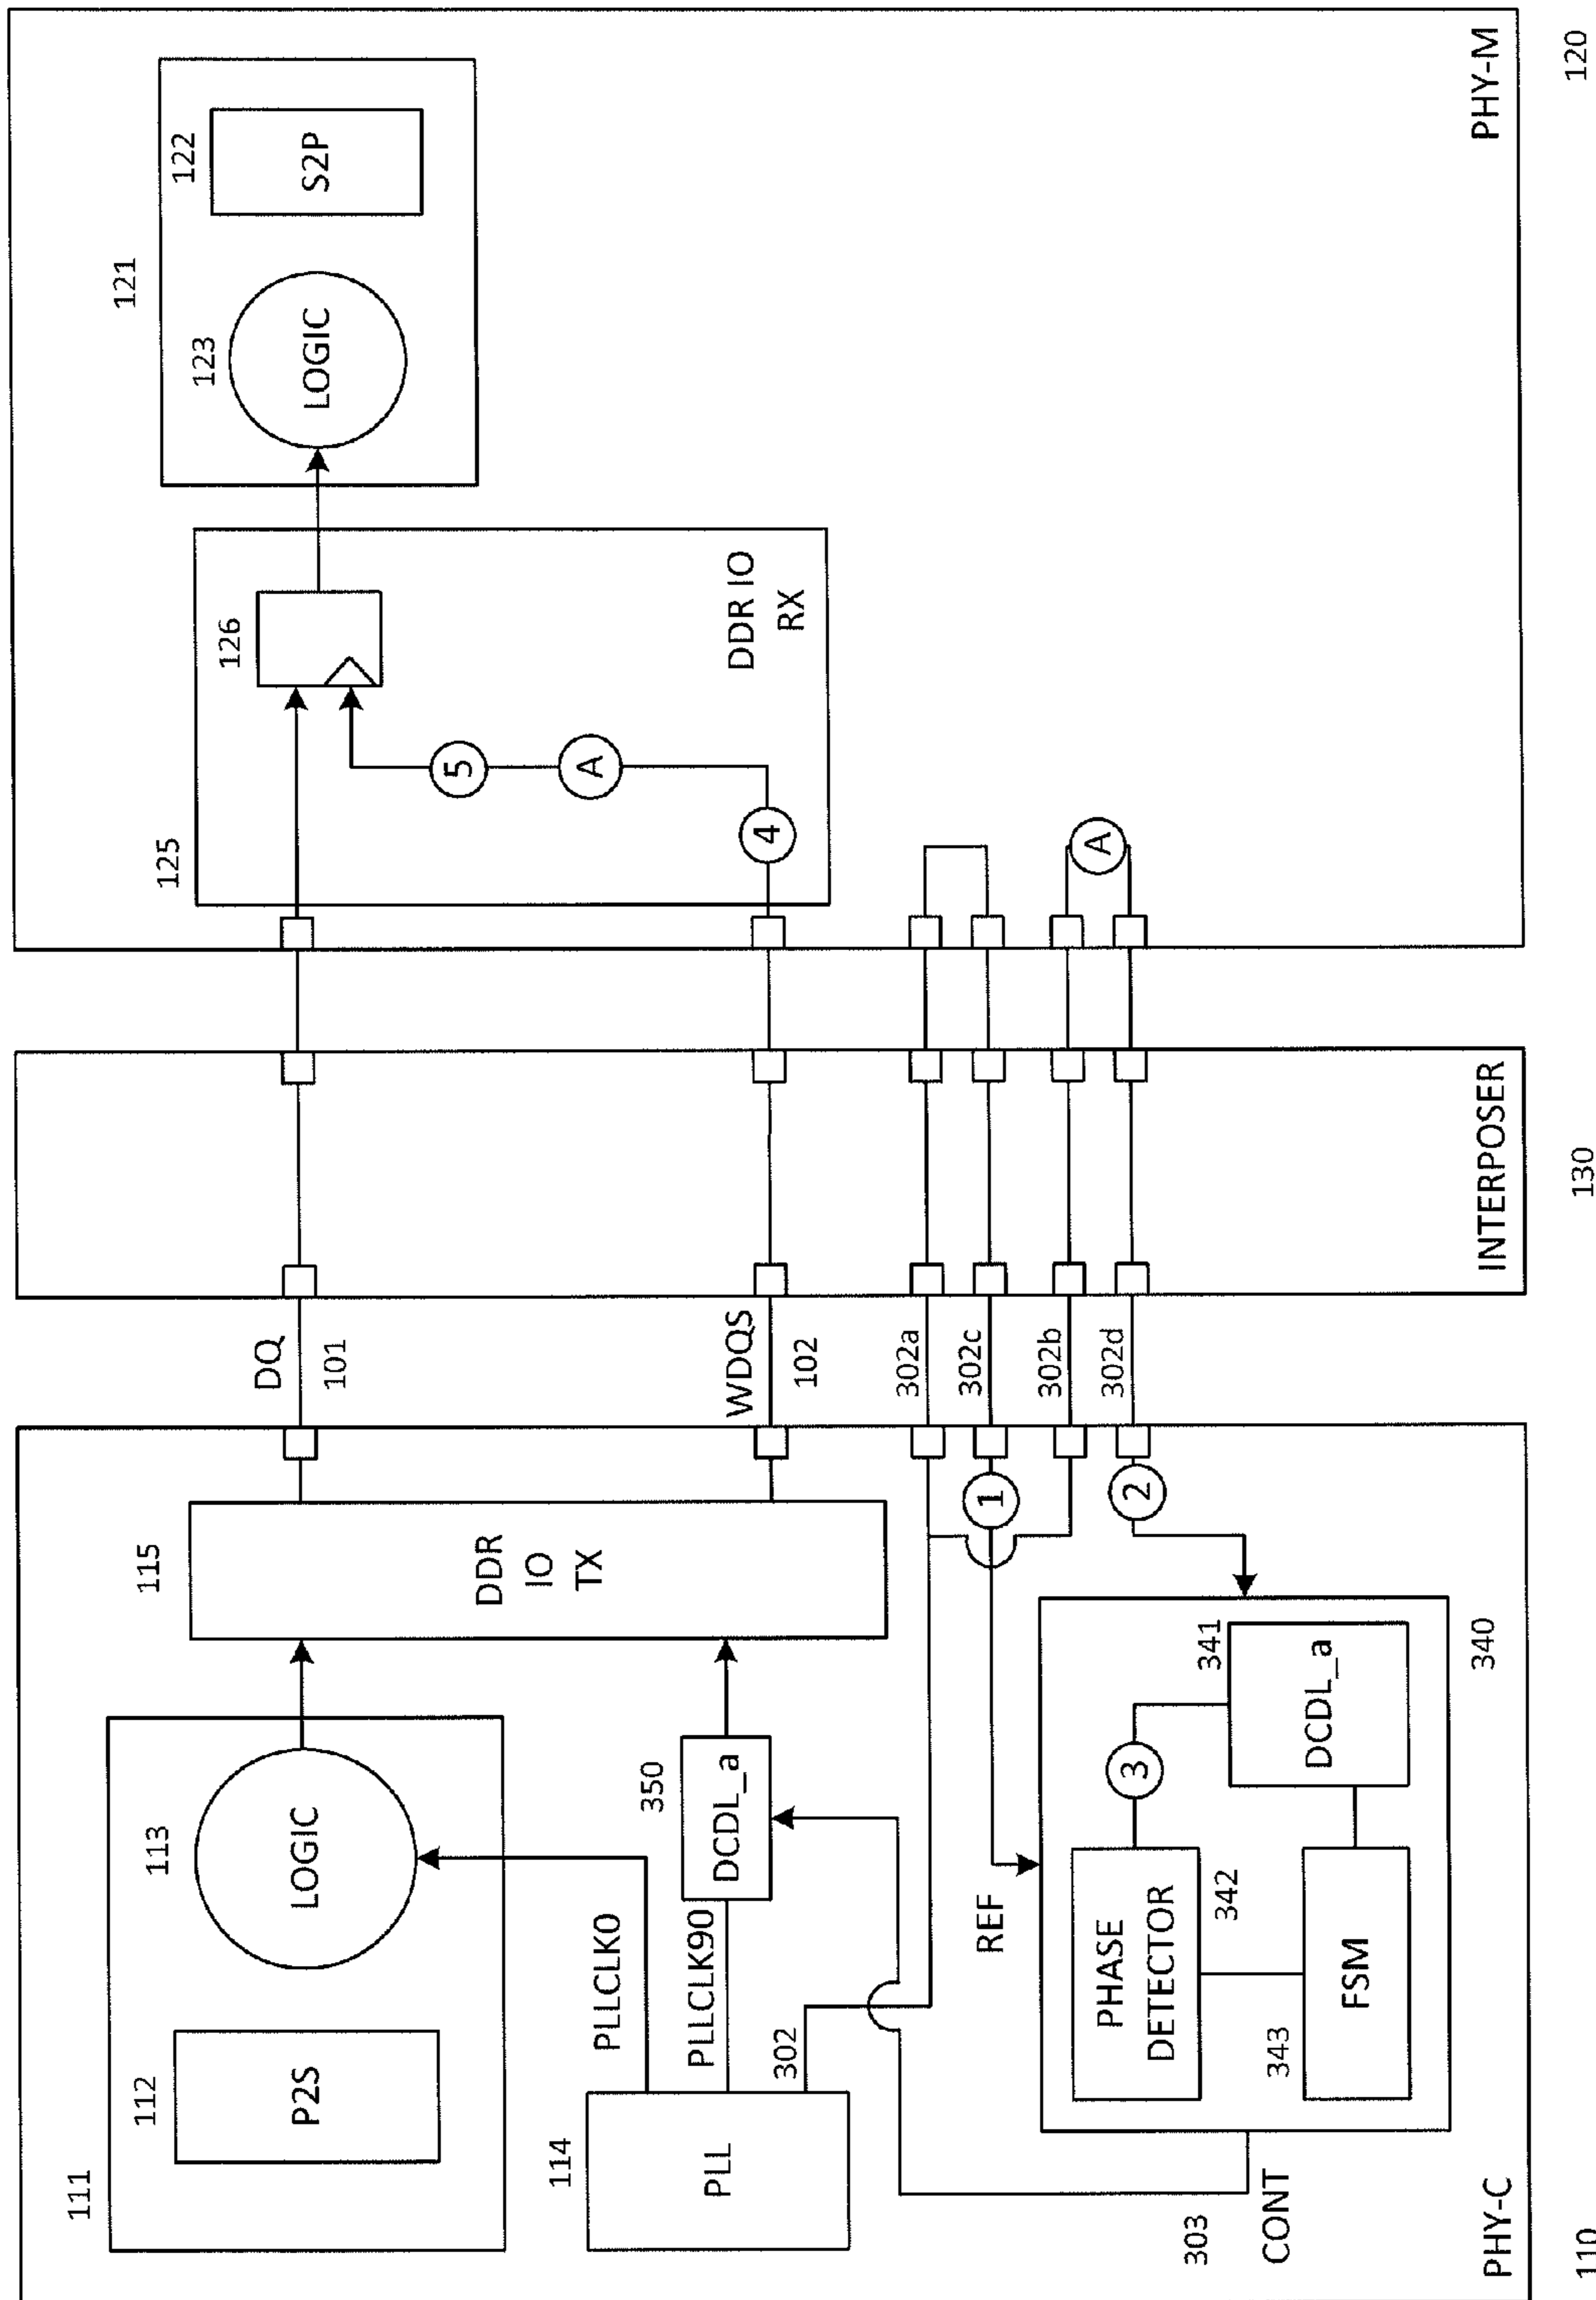 111
112
P2S
113
LOGIC
115
DDR
IO
TX
DQ
101
125
126
DDR IO
RX
121
123
LOGIC
122
S2P
114
PLL
PLLCLK0
PLLCLK90
302
350
DCDL_a
WDQS
102
302a
302c
302b
302d
1
2
4
A
5
A
303
CONT
REF
PHASE
DETECTOR
342
343
FSM
3
341
DCDL_a
340
PHY-C
110
INTERPOSER
130
PHY-M
120